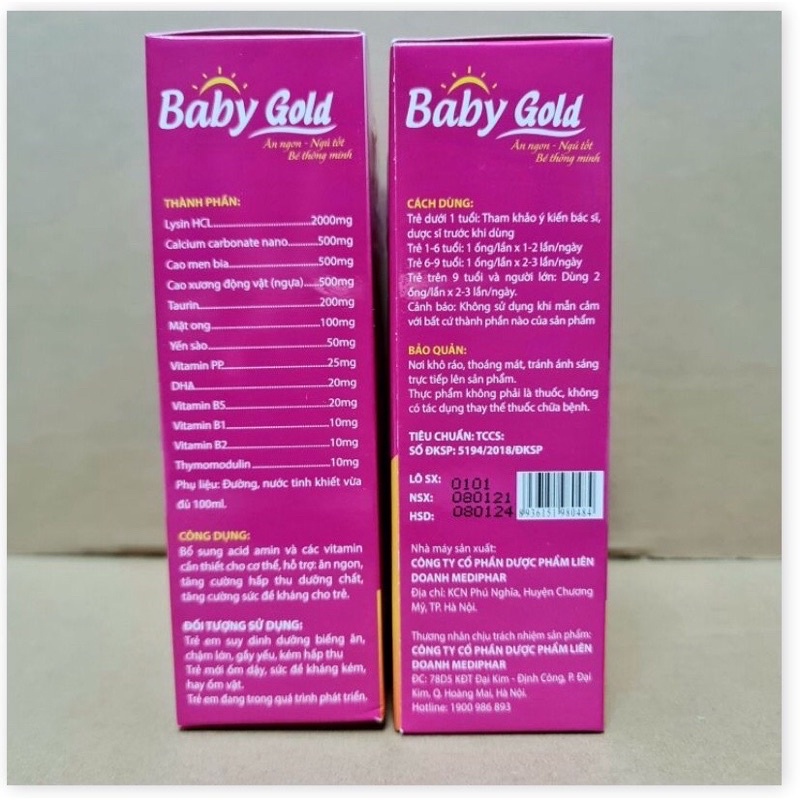 Baby Gold
Ăn ngon - Ngủ tốt
Bé thông minh
THÀNH PHẦN:
Lysin HCL....................2000mg
Calcium carbonate nano..........500mg
Cao men bia....................500mg
Cao xương động vật (ngựa)....500mg
Taurin....................200mg
Mật ong....................100mg
Yến sào....................50mg
Vitamin PP....................25mg
DHA....................20mg
Vitamin B5....................20mg
Vitamin B1....................10mg
Vitamin B2....................10mg
Thymomodulin....................10mg
Phụ liệu: Đường, nước tinh khiết vừa
đủ 100ml.
CÔNG DỤNG:
Bổ sung acid amin và các vitamin
cần thiết cho cơ thể, hỗ trợ: ăn ngon,
tăng cường hấp thu dưỡng chất,
tăng cường sức đề kháng cho trẻ.
ĐỐI TƯỢNG SỬ DỤNG:
Trẻ em suy dinh dưỡng biếng ăn,
chậm lớn, gầy yếu, kém hấp thu
Trẻ mới ốm dậy, sức đề kháng kém,
hay ốm vặt.
Trẻ em đang trong quá trình phát triển.
Baby Gold
Ăn ngon - Ngủ tốt
Bé thông minh
CÁCH DÙNG:
Trẻ dưới 1 tuổi: Tham khảo ý kiến bác sĩ,
dược sĩ trước khi dùng
Trẻ 1-6 tuổi: 1 ống/lần x 1-2 lần/ngày
Trẻ 6-9 tuổi: 1 ống/lần x 2-3 lần/ngày
Trẻ trên 9 tuổi và người lớn: Dùng 2
ống/lần x 2-3 lần/ngày.
Cảnh báo: Không sử dụng khi mẫn cảm
với bất cứ thành phần nào của sản phẩm
BẢO QUẢN:
Nơi khô ráo, thoáng mát, tránh ánh sáng
trực tiếp lên sản phẩm.
Thực phẩm không phải là thuốc, không
có tác dụng thay thế thuốc chữa bệnh.
TIÊU CHUẨN: TCCS:
SỐ ĐKSP: 5194/2018/ĐKSP
LÔ SX: 0101
NSX: 080121
HSD: 080124
8936151980484
Nhà máy sản xuất:
CÔNG TY CỔ PHẦN DƯỢC PHẨM LIÊN
DOANH MEDIPHAR
Địa chỉ: KCN Phú Nghĩa, Huyện Chương
Mỹ, TP. Hà Nội.
Thương nhân chịu trách nhiệm sản phẩm:
CÔNG TY CỔ PHẦN DƯỢC PHẨM LIÊN
DOANH MEDIPHAR
ĐC: 78D5 KĐT Đại Kim - Định Công, P. Đại
Kim, Q. Hoàng Mai, Hà Nội.
Hotline: 1900 986 893